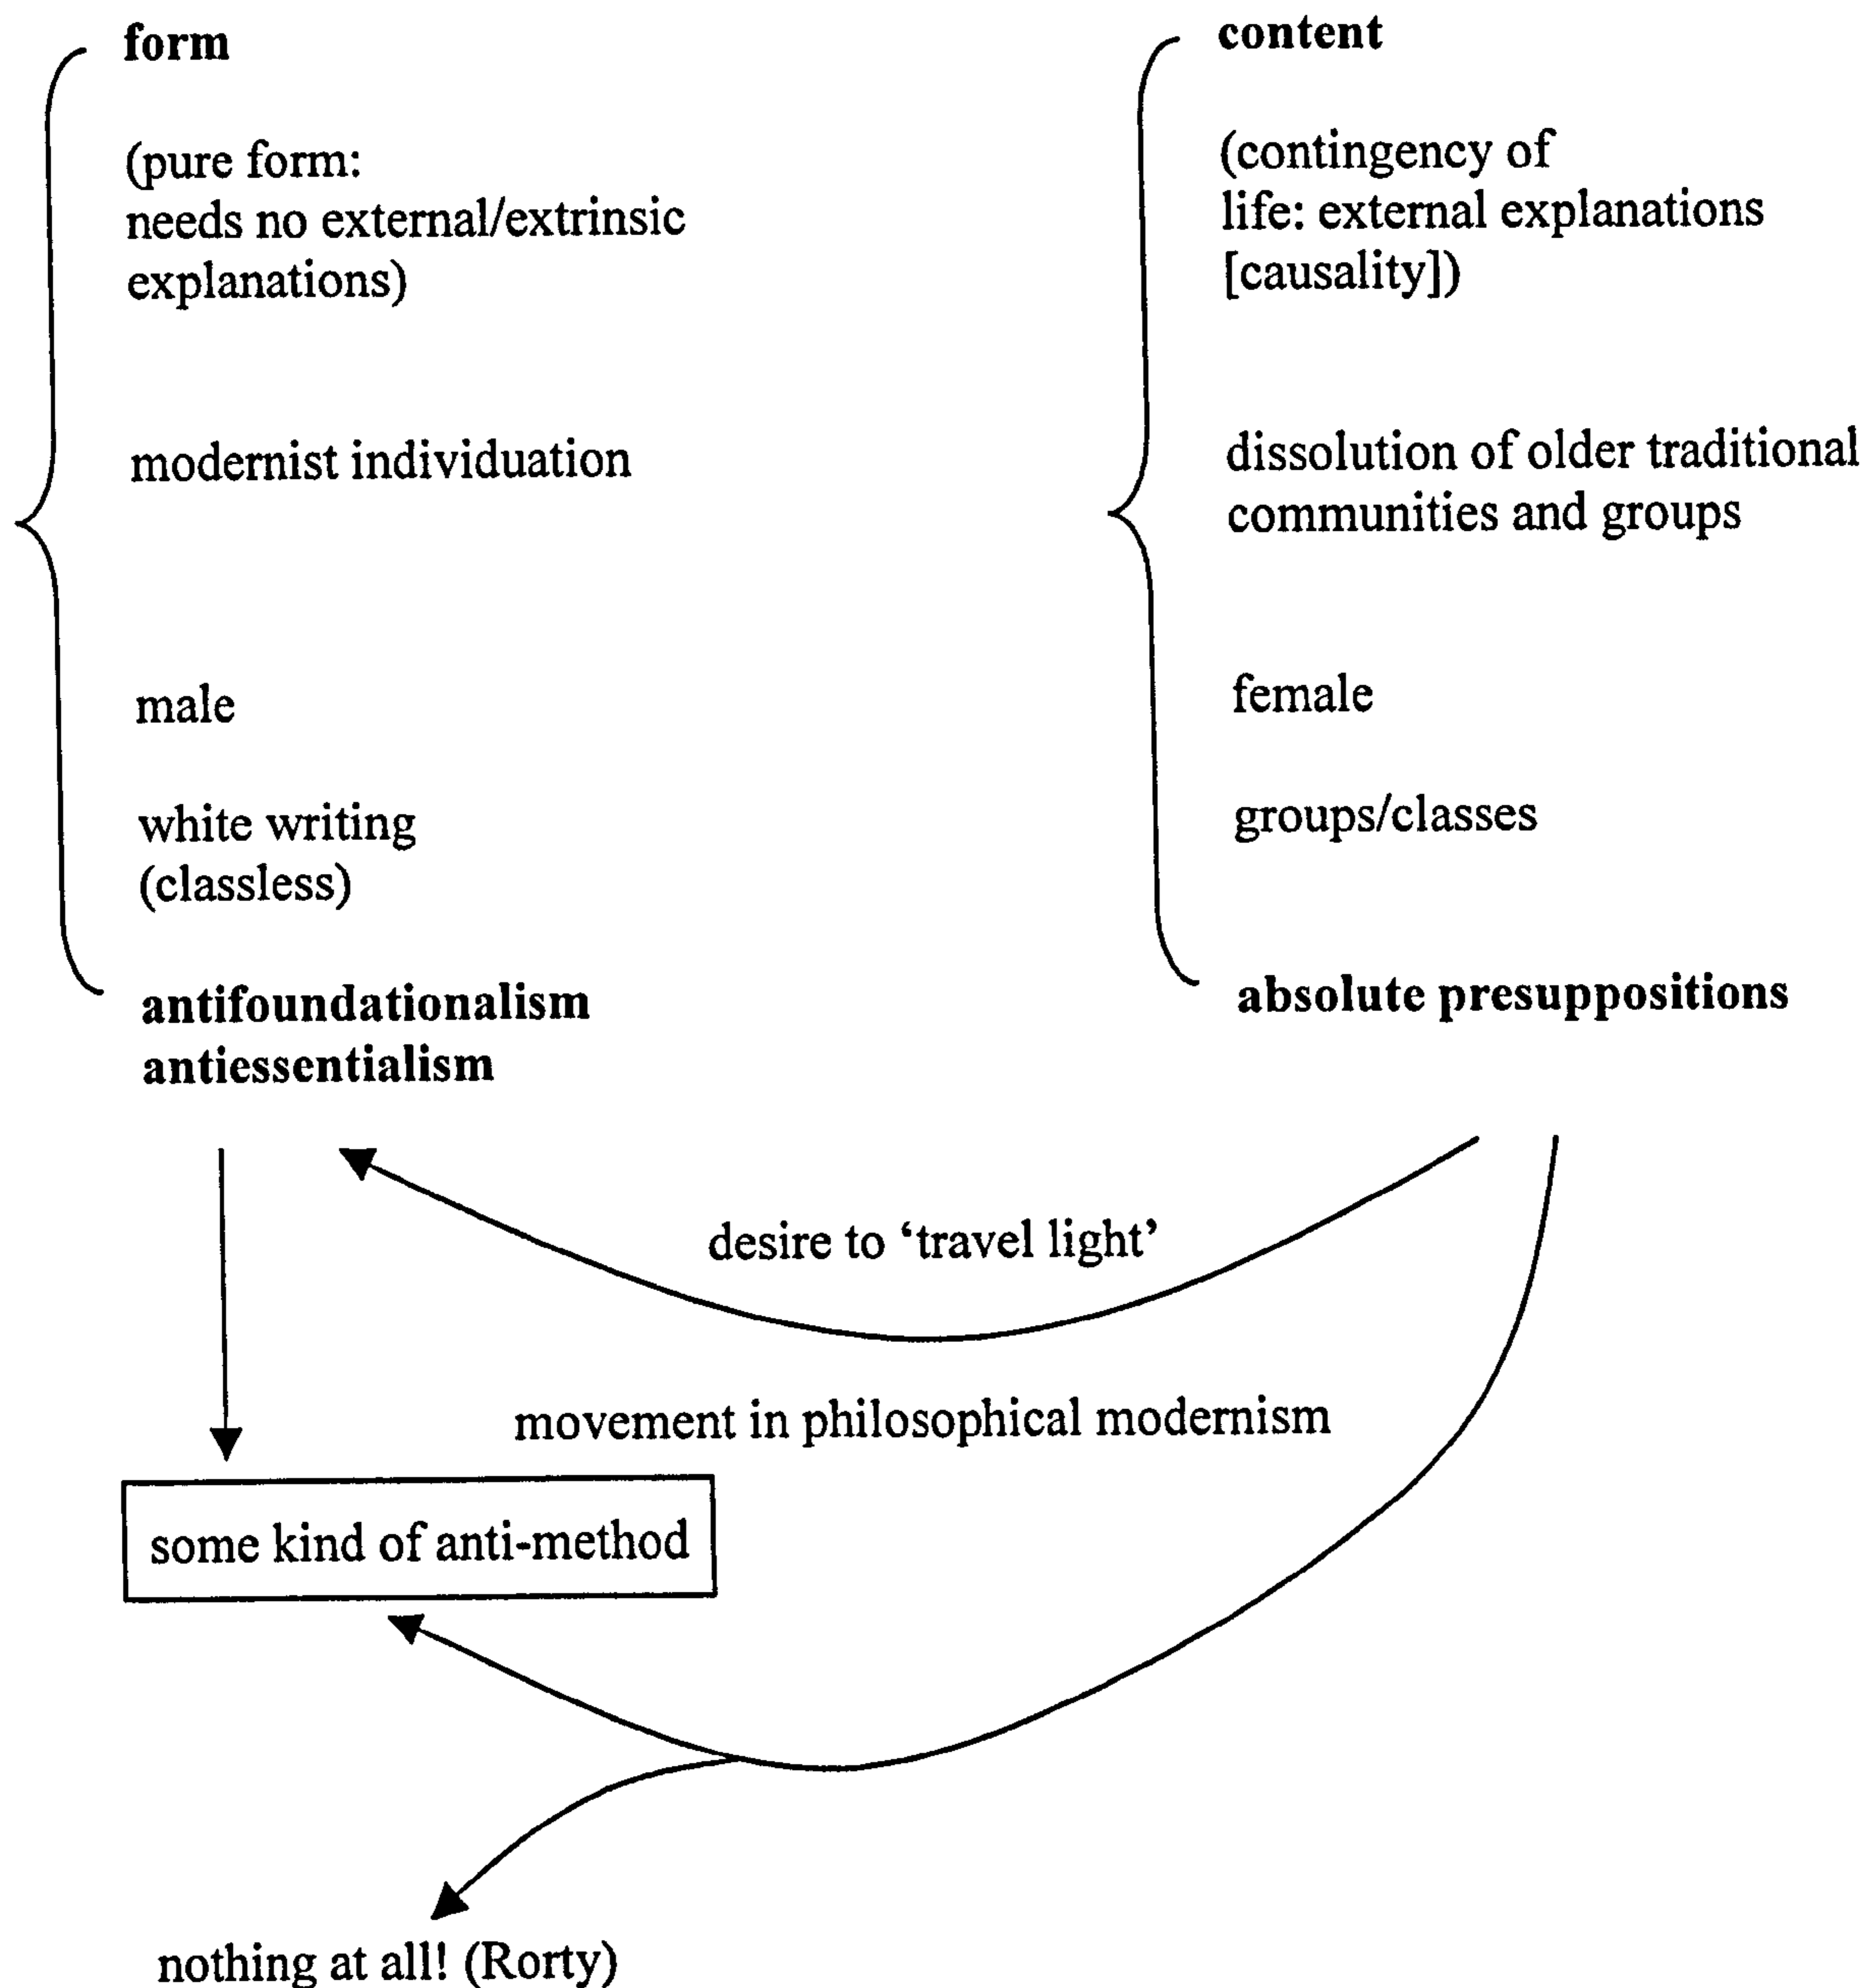 form
(pure form:
needs no external/extrinsic
explanations)
modernist individuation
male
white writing
(classless)
antifoundationalism
antiessentialism
content
(contingency of
life: external explanations
[causality])
dissolution of older traditional
communities and groups
female
groups/classes
absolute presuppositions
desire to ‘travel light’
movement in philosophical modernism
some kind of anti-method
nothing at all! (Rorty)